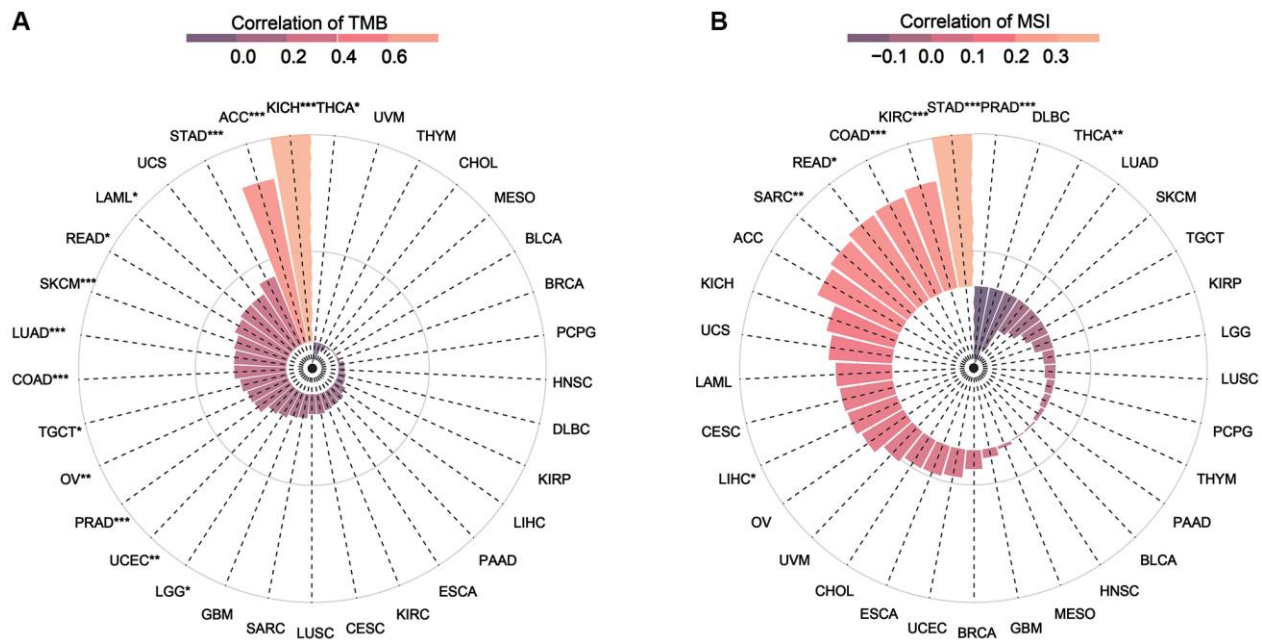 A
Correlation of TMB
0.0 0.2 0.4 0.6
KICH***
THCA*
UVM
THYM
CHOL
MESO
BLCA
BRCA
PCPG
HNSC
DLBC
KIRP
LIHC
PAAD
ESCA
KIRC
CESC
LUSC
SARC
GBM
LGG*
UCEC**
PRAD***
OV**
TGCT*
COAD***
LUAD***
SKCM***
READ*
LAML*
UCS
STAD***
ACC***
B
Correlation of MSI
−0.1 0.0 0.1 0.2 0.3
STAD***
PRAD***
DLBC
THCA**
LUAD
SKCM
TGCT
KIRP
LGG
LUSC
PCPG
THYM
PAAD
BLCA
HNSC
MESO
GBM
BRCA
UCEC
ESCA
CHOL
UVM
OV
LIHC*
CESC
LAML
UCS
KICH
ACC
SARC**
READ*
COAD***
KIRC***